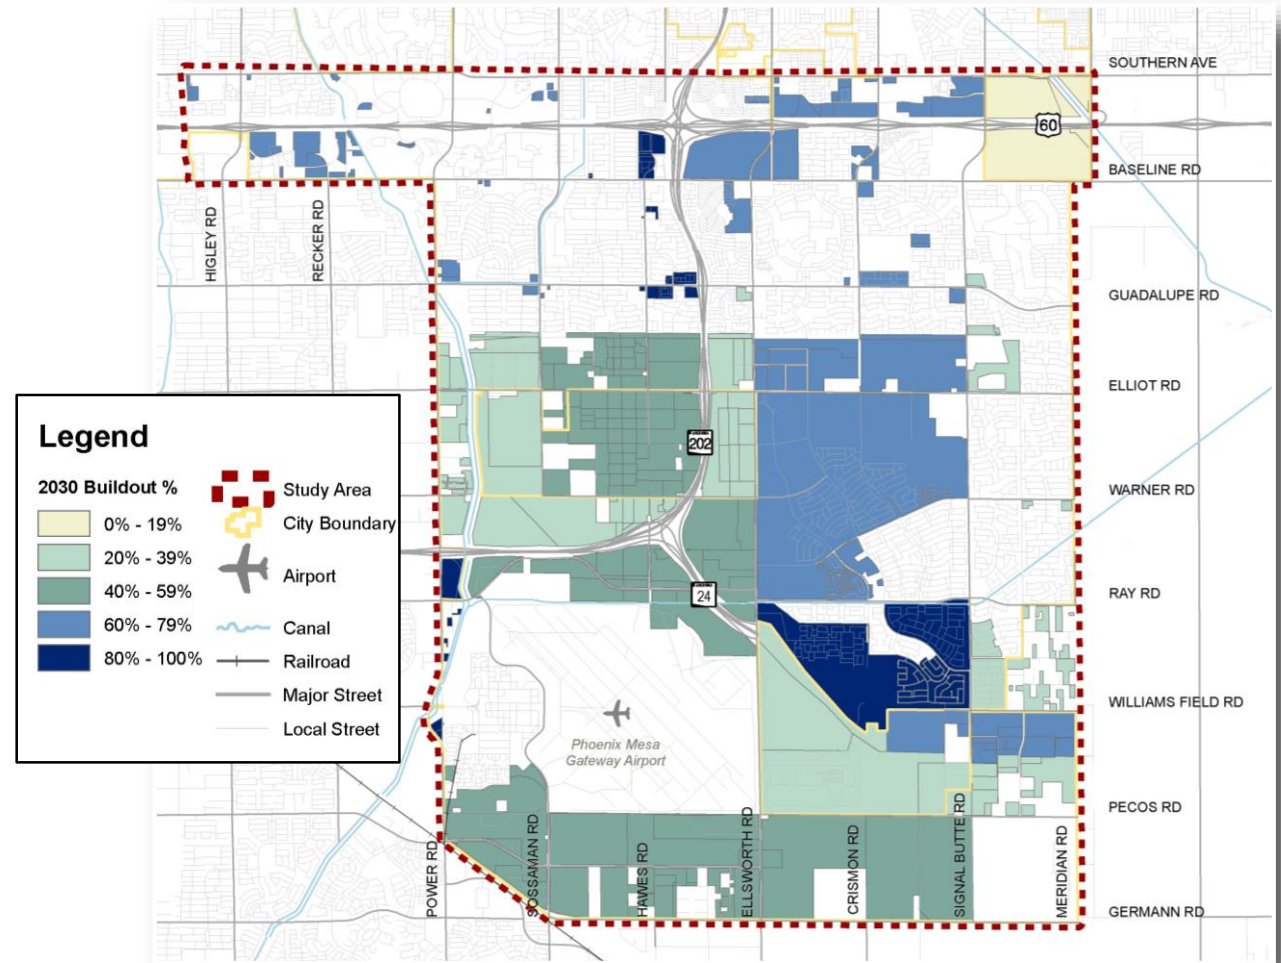 SOUTHERN AVE
60
BASELINE RD
HIGLEY RD
RECKER RD
GUADALUPE RD
ELLIOT RD
202
WARNER RD
24
RAY RD
WILLIAMS FIELD RD
Phoenix Mesa
Gateway Airport
PECOS RD
POWER RD
SOSSAMAN RD
HAWES RD
ELLSWORTH RD
CRISMON RD
SIGNAL BUTTE RD
MERIDIAN RD
GERMANN RD
Legend
2030 Buildout %
0% - 19%
20% - 39%
40% - 59%
60% - 79%
80% - 100%
Study Area
City Boundary
Airport
Canal
Railroad
Major Street
Local Street